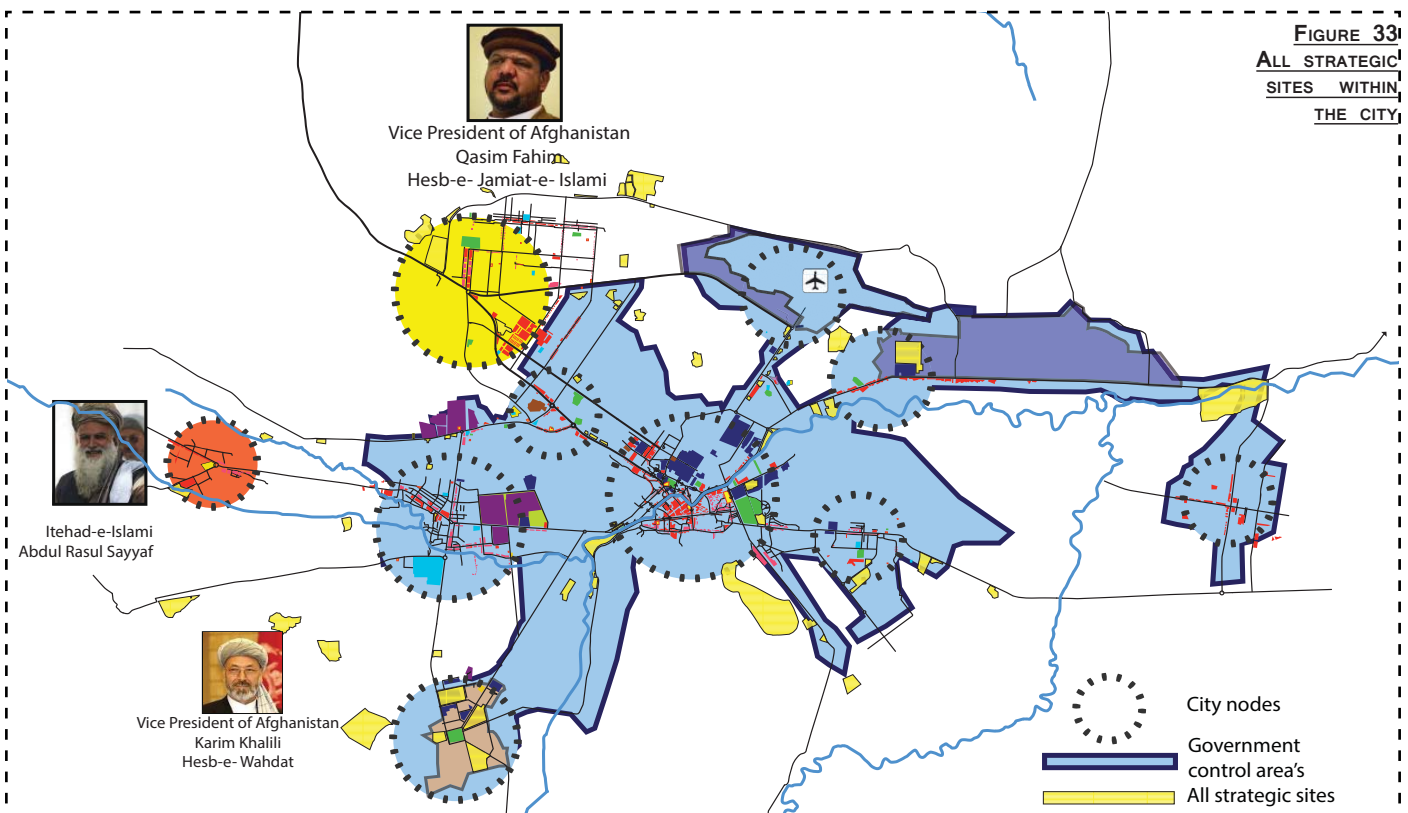 FIGURE 33
ALL STRATEGIC
SITES WITHIN
THE CITY
Vice President of Afghanistan
Qasim Fahim
Hesb-e- Jamiat-e- Islami
Itehad-e-Islami
Abdul Rasul Sayyaf
Vice President of Afghanistan
Karim Khalili
Hesb-e- Wahdat
City nodes
Government
control area's
All strategic sites